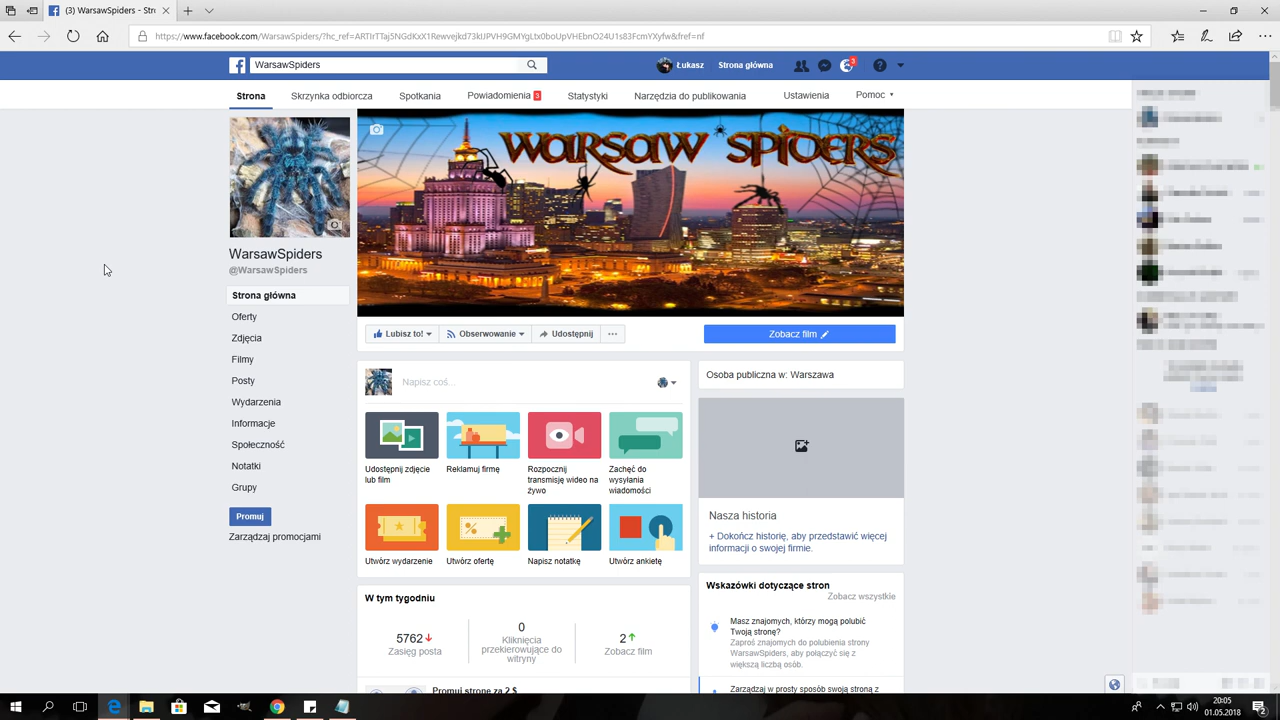 (3) WarsawSpiders - Stro
https://www.facebook.com/WarsawSpiders/?hc_ref=ARTIrTTaj5NGdKxX1Rewvejkd73kIJPVH9GMYgLtx0boUpVHEbnO24U1s83FcmYXyfw&fref=nf
WarsawSpiders
Łukasz
Strona główna
3
Strona
Skrzynka odbiorcza
Spotkania
Powiadomienia 3
Statystyki
Narzędzia do publikowania
Ustawienia
Pomoc
WARSAW SPIDERS
WarsawSpiders
@WarsawSpiders
Strona główna
Oferty
Zdjęcia
Filmy
Posty
Wydarzenia
Informacje
Społeczność
Notatki
Grupy
Promuj
Zarządzaj promocjami
Lubisz to!
Obserwowanie
Udostępnij
Zobacz film
Napisz coś...
Udostępnij zdjęcie
lub film
Reklamuj firmę
Rozpocznij
transmisję wideo na
żywo
Zachęć do
wysyłania
wiadomości
Utwórz wydarzenie
Utwórz ofertę
Napisz notatkę
Utwórz ankietę
W tym tygodniu
5762
Zasięg posta
0
Kliknięcia
przekierowujące do
witryny
2
Zobacz film
Promuj stronę za 2 $
Osoba publiczna w: Warszawa
Nasza historia
+ Dokończ historię, aby przedstawić więcej
informacji o swojej firmie.
Wskazówki dotyczące stron
Zobacz wszystkie
Masz znajomych, którzy mogą polubić
Twoją stronę?
Zaproś znajomych do polubienia strony
WarsawSpiders, aby połączyć się z
większą liczbą osób.
Zarządzaj w prosty sposób swoją stroną z
20:05
01.05.2018
2